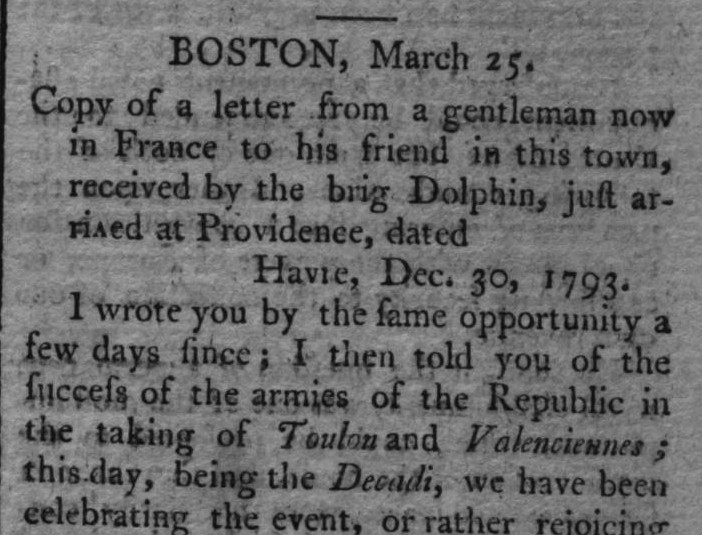 BOSTON, March 25.
Copy of a letter from a gentleman now
in France to his friend in this town,
received by the brig Dolphin, juſt ar-
rived at Providence, dated
Havre, Dec. 30, 1793.
I wrote you by the ſame opportunity a
few days ſince; I then told you of the
ſucceſs of the armies of the Republic in
the taking of Toulon and Valenciennes;
this day, being the Decadi, we have been
celebrating the event, or rather rejoicing